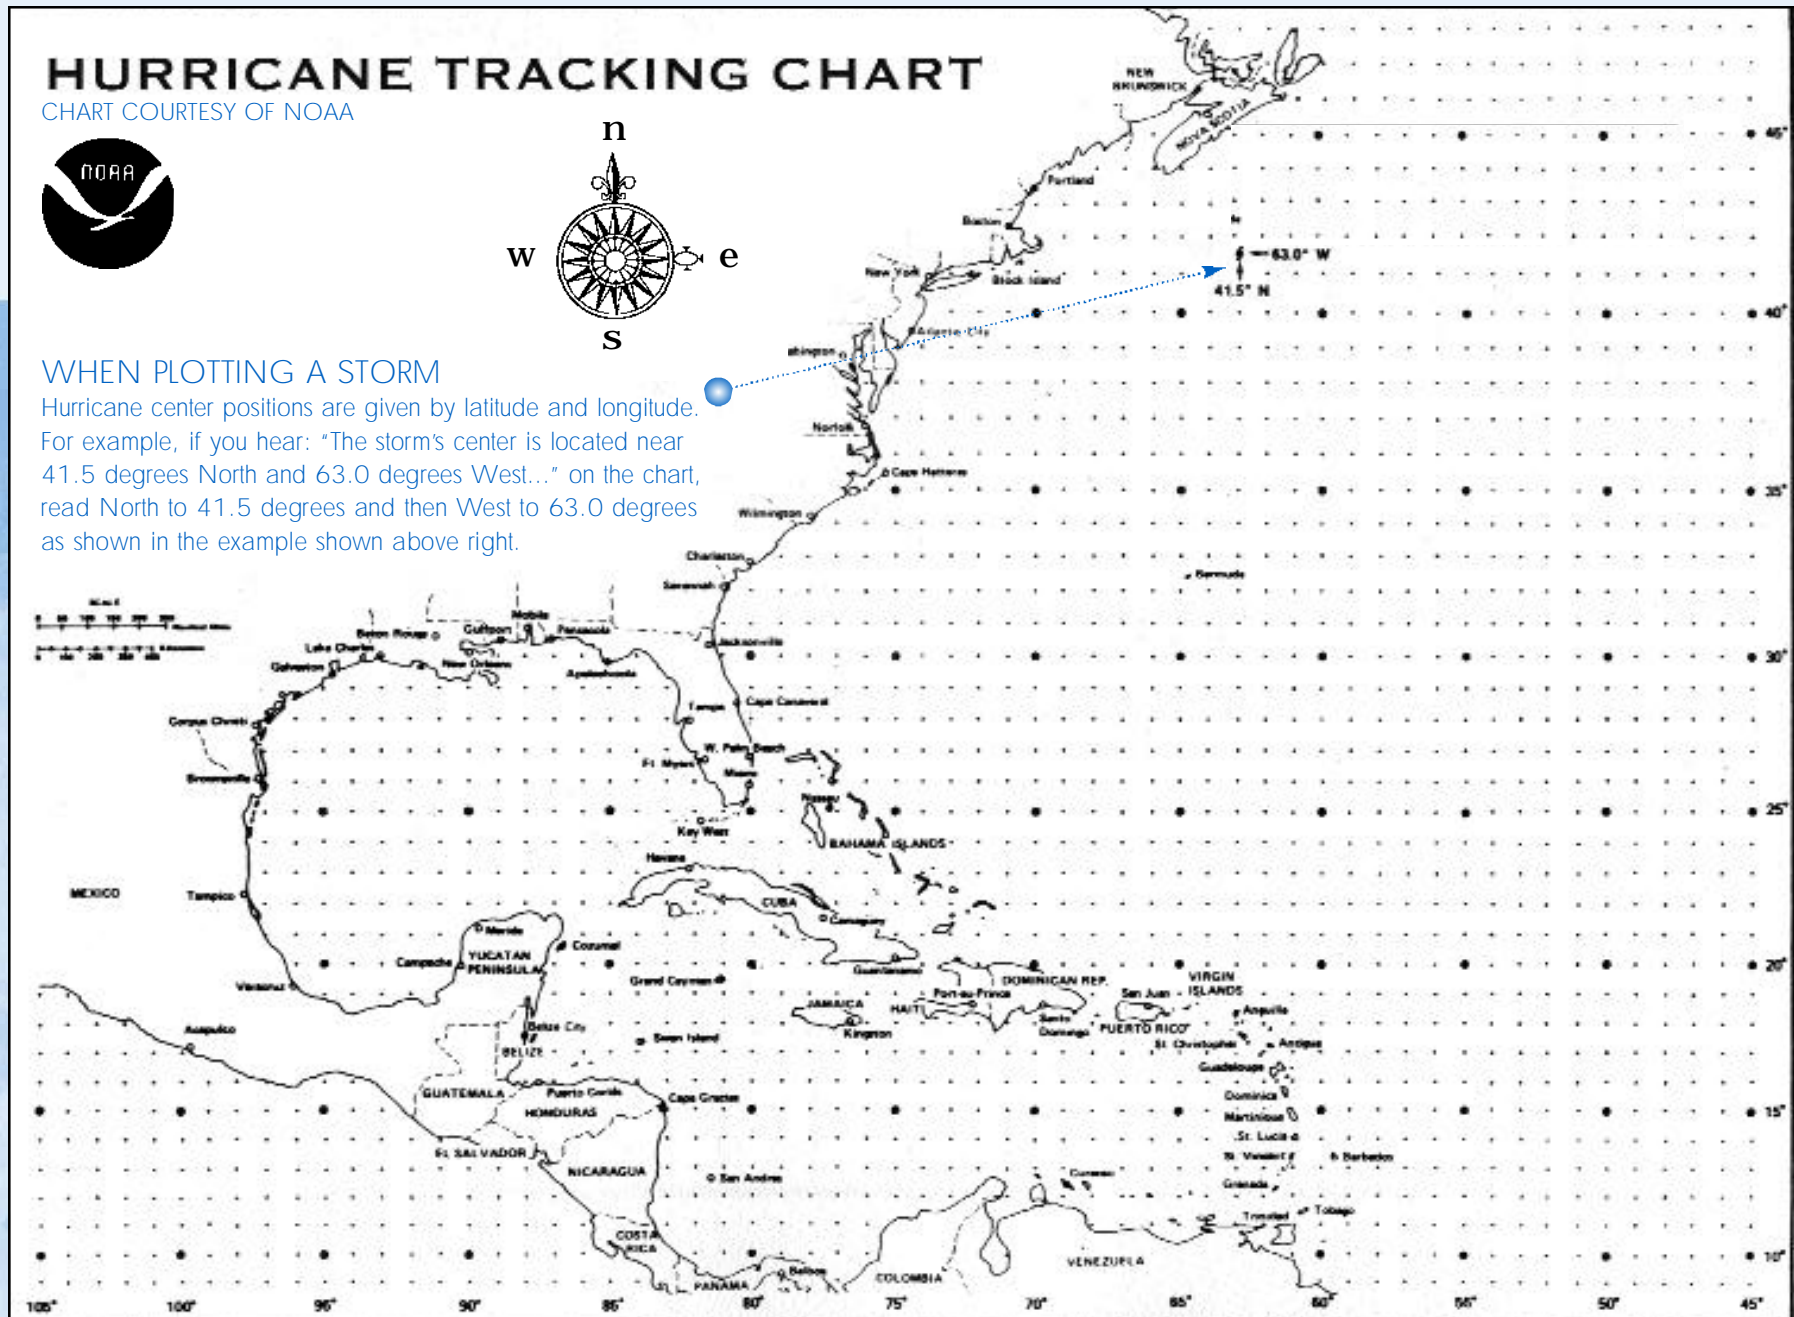 HURRICANE TRACKING CHART
CHART COURTESY OF NOAA
NOAA
n
w
e
s
WHEN PLOTTING A STORM
Hurricane center positions are given by latitude and longitude.
For example, if you hear: “The storm’s center is located near
41.5 degrees North and 63.0 degrees West...” on the chart,
read North to 41.5 degrees and then West to 63.0 degrees
as shown in the example shown above right.
SCALE
NEW
BRUNSWICK
NOVA SCOTIA
45°
Portland
Boston
63.0° W
41.5° N
New York
Block Island
40°
Atlantic City
shington
Norfolk
Cape Hatteras
35°
Wilmington
Charleston
Savannah
Bermuda
Mobile
Gulfport
Pensacola
Baton Rouge
Jacksonville
Lake Charles
30°
Galveston
New Orleans
Apalachicola
Tampa
Cape Canaveral
Corpus Christi
W. Palm Beach
Ft. Myers
Miami
Brownsville
Nassau
25°
Key West
BAHAMA ISLANDS
Havana
MEXICO
Tampico
CUBA
Camaguey
Merida
Cozumel
YUCATAN
PENINSULA
Campeche
Guantanamo
20°
DOMINICAN REP.
VIRGIN
ISLANDS
Veracruz
Grand Cayman
Port-au-Prince
San Juan
JAMAICA
HAITI
Anguilla
Acapulco
Belize City
Kingston
Santo
Domingo
PUERTO RICO
Swan Island
St. Christopher
Antigua
BELIZE
Guadeloupe
GUATEMALA
Puerto Cortés
Cape Gracias
Dominica
HONDURAS
Martinique
15°
St. Lucia
EL SALVADOR
St. Vincent
Barbados
NICARAGUA
San Andres
Curacao
Grenada
Trinidad
Tobago
COSTA
RICA
10°
VENEZUELA
PANAMA
Balboa
COLOMBIA
105°
100°
95°
90°
85°
80°
75°
70°
65°
60°
55°
50°
45°